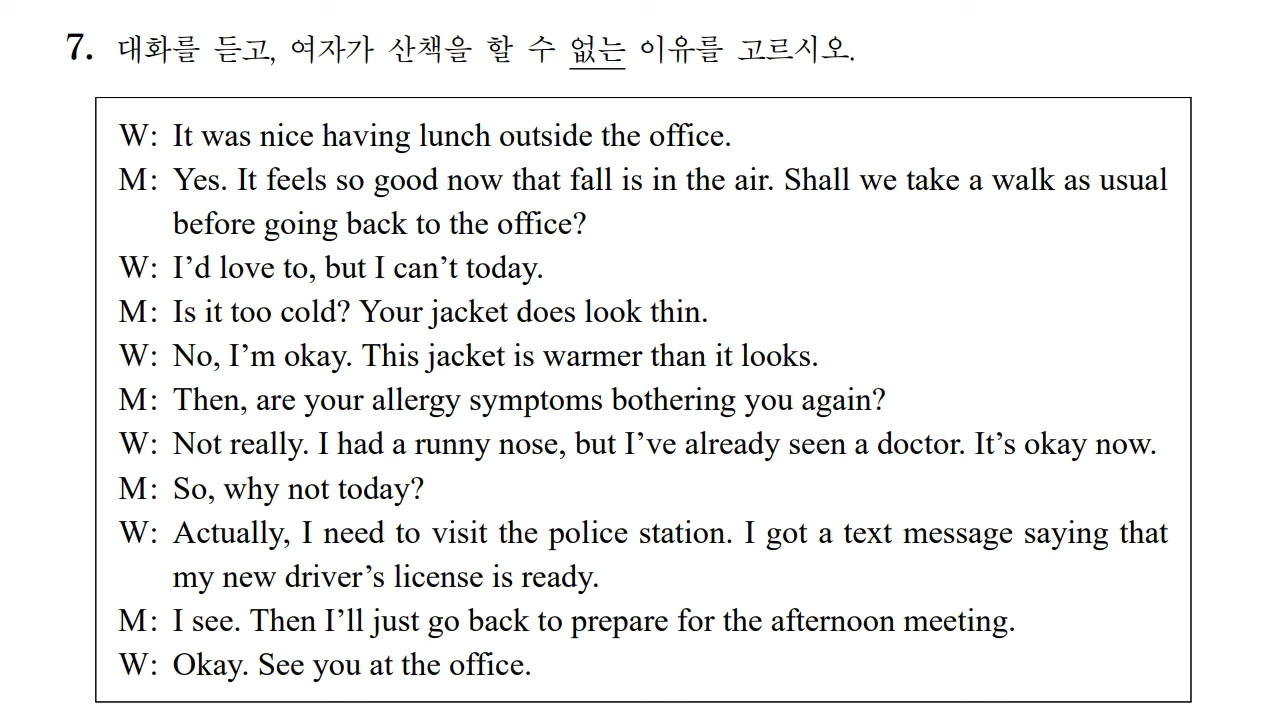 7. 대화를 듣고, 여자가 산책을 할 수 없는 이유를 고르시오.
W: It was nice having lunch outside the office.
M: Yes. It feels so good now that fall is in the air. Shall we take a walk as usual
before going back to the office?
W: I’d love to, but I can’t today.
M: Is it too cold? Your jacket does look thin.
W: No, I’m okay. This jacket is warmer than it looks.
M: Then, are your allergy symptoms bothering you again?
W: Not really. I had a runny nose, but I’ve already seen a doctor. It’s okay now.
M: So, why not today?
W: Actually, I need to visit the police station. I got a text message saying that
my new driver’s license is ready.
M: I see. Then I’ll just go back to prepare for the afternoon meeting.
W: Okay. See you at the office.